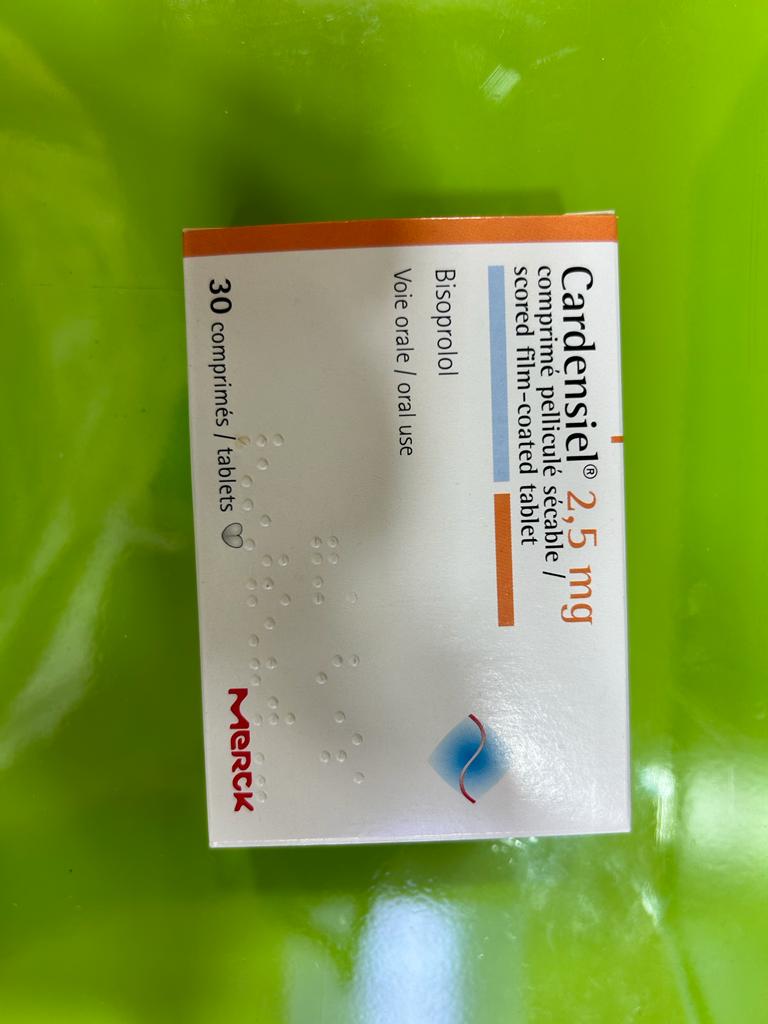 Cardensiel® 2,5 mg
comprimé pelliculé sécable /
scored film-coated tablet
Bisoprolol
Voie orale / oral use
30 comprimés / tablets
MERCK